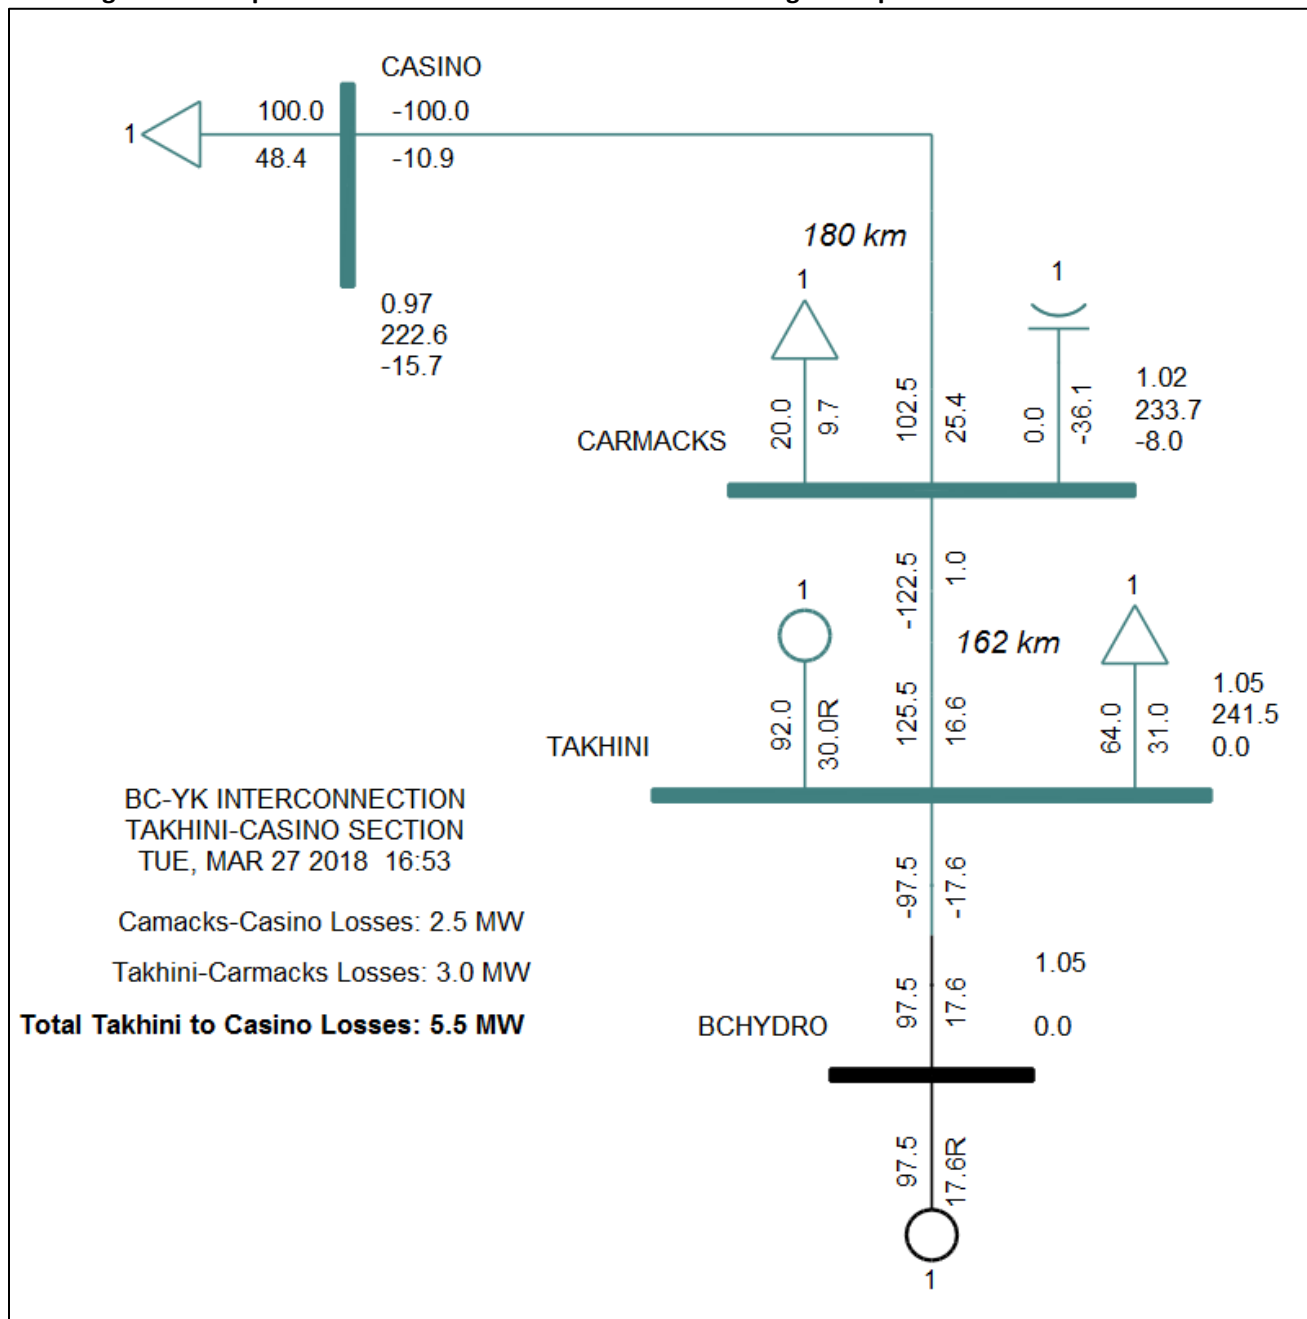 CASINO
100.0
-100.0
1
48.4
-10.9
180 km
0.97
222.6
-15.7
1
1
20.0
9.7
102.5
25.4
0.0
-36.1
1.02
233.7
-8.0
CARMACKS
-122.5
1.0
1
1
162 km
92.0
30.0R
125.5
16.6
64.0
31.0
1.05
241.5
0.0
TAKHINI
BC-YK INTERCONNECTION
TAKHINI-CASINO SECTION
TUE, MAR 27 2018 16:53
-97.5
-17.6
Camacks-Casino Losses: 2.5 MW
Takhini-Carmacks Losses: 3.0 MW
Total Takhini to Casino Losses: 5.5 MW
97.5
17.6
1.05
0.0
BCHYDRO
97.5
17.6R
1